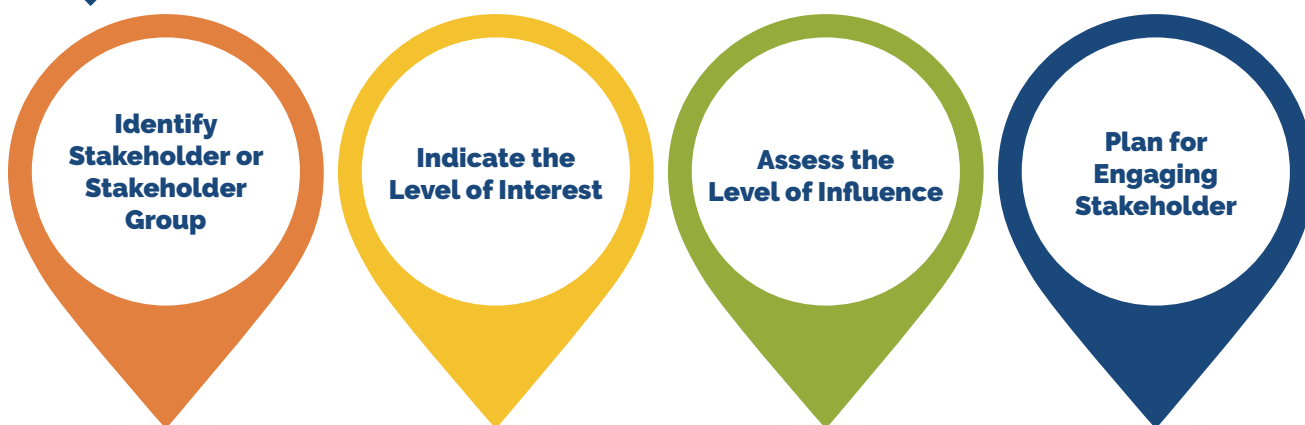 Identify
Stakeholder or
Stakeholder
Group
Indicate the
Level of Interest
Assess the
Level of Influence
Plan for
Engaging
Stakeholder